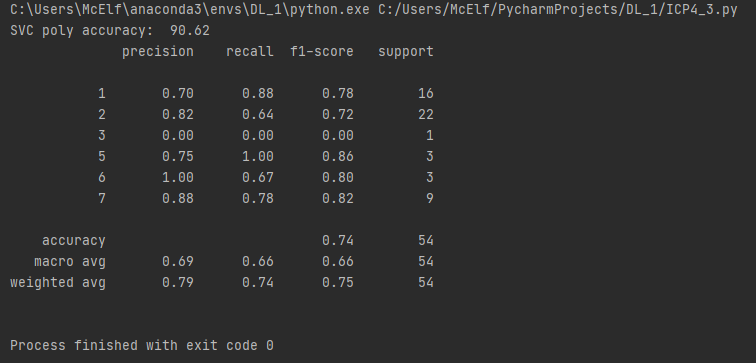 C:\Users\McElf\anaconda3\envs\DL_1\python.exe C:/Users/McElf/PycharmProjects/DL_1/ICP4_3.py
SVC poly accuracy:  90.62
              precision    recall  f1-score   support

           1       0.70      0.88      0.78        16
           2       0.82      0.64      0.72        22
           3       0.00      0.00      0.00         1
           5       0.75      1.00      0.86         3
           6       1.00      0.67      0.80         3
           7       0.88      0.78      0.82         9

    accuracy                           0.74        54
   macro avg       0.69      0.66      0.66        54
weighted avg       0.79      0.74      0.75        54


Process finished with exit code 0